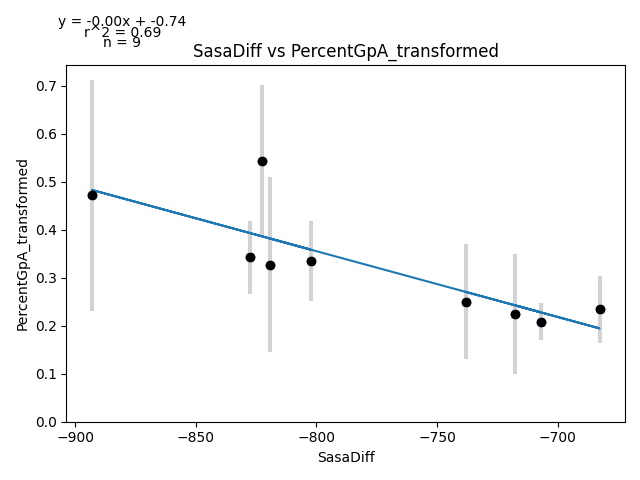 y = -0.00x + -0.74
r^2 = 0.69
n = 9
SasaDiff vs PercentGpA_transformed
PercentGpA_transformed
0.7
0.6
0.5
0.4
0.3
0.2
0.1
0.0
−900
−850
−800
−750
−700
SasaDiff